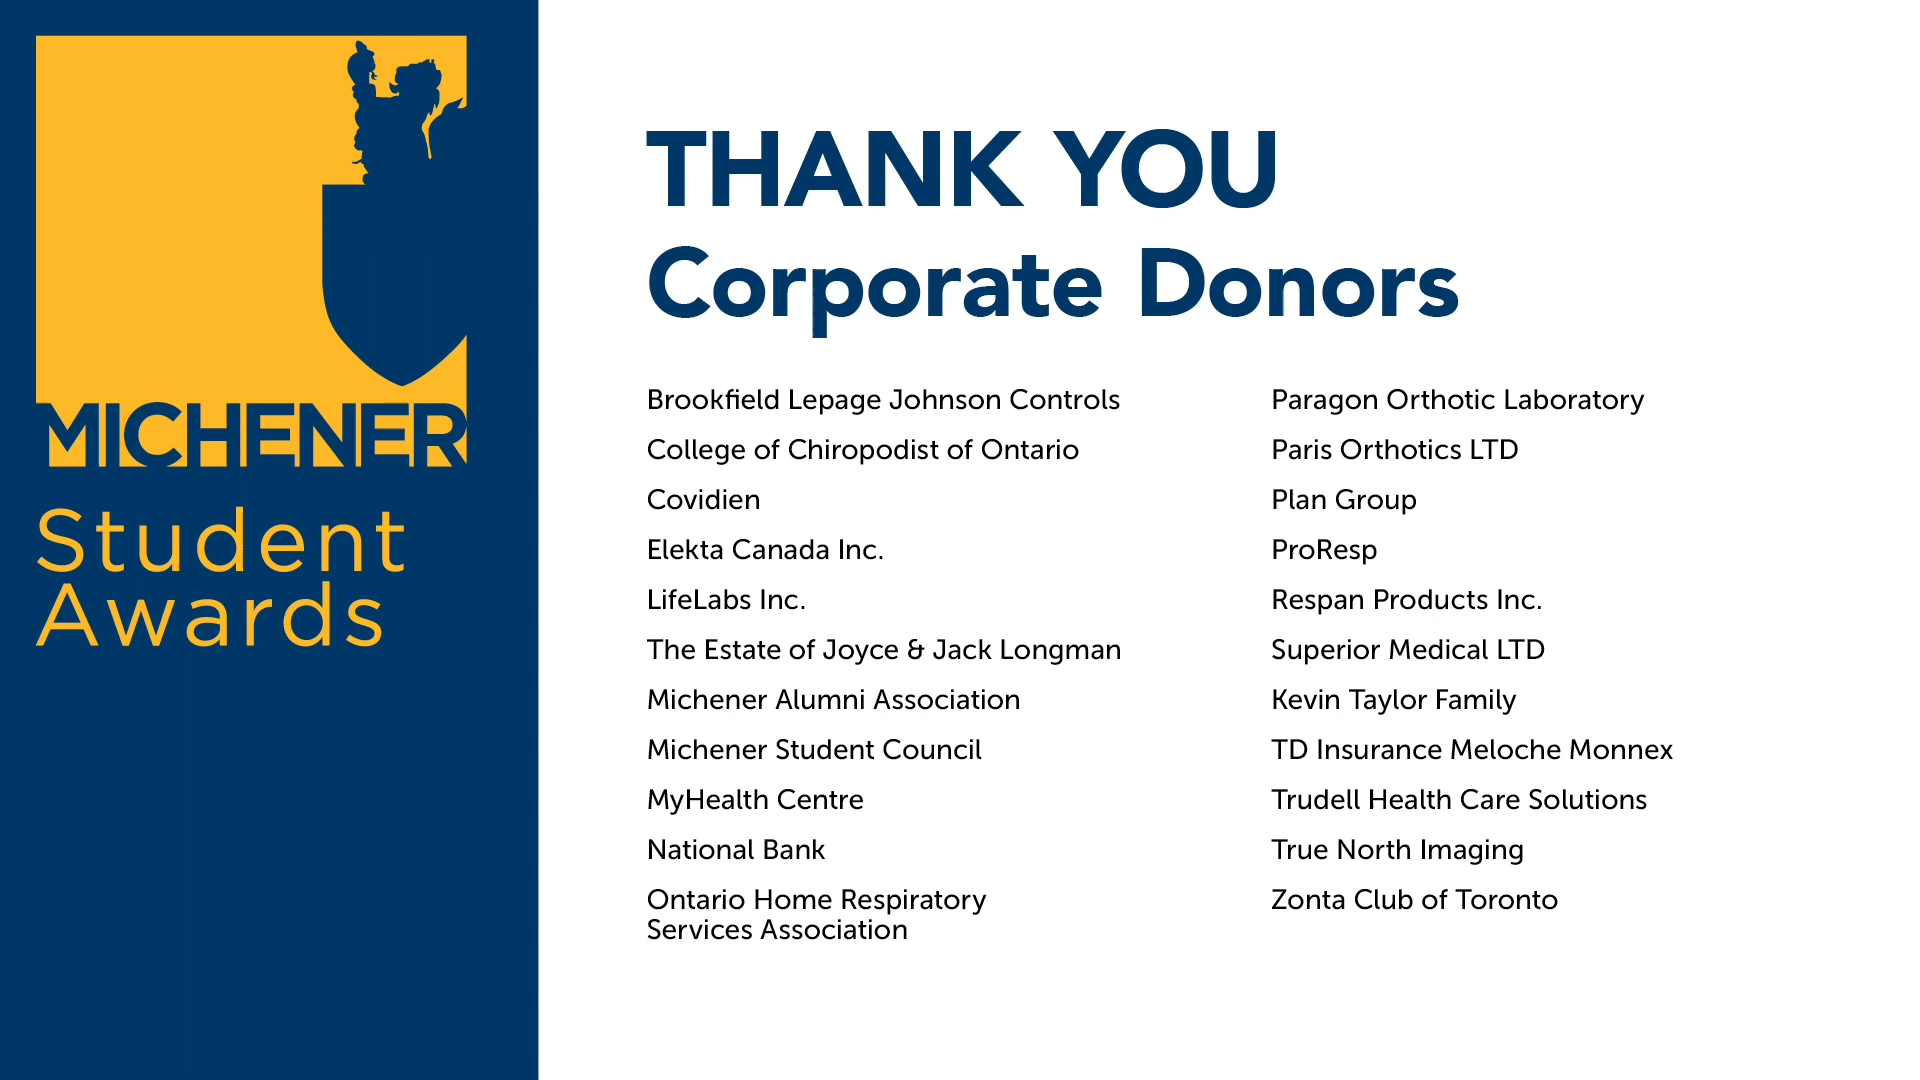 MICHENER
Student
Awards
THANK YOU
Corporate Donors
Brookfield Lepage Johnson Controls
College of Chiropodist of Ontario
Covidien
Elekta Canada Inc.
LifeLabs Inc.
The Estate of Joyce & Jack Longman
Michener Alumni Association
Michener Student Council
MyHealth Centre
National Bank
Ontario Home Respiratory
Services Association
Paragon Orthotic Laboratory
Paris Orthotics LTD
Plan Group
ProResp
Respan Products Inc.
Superior Medical LTD
Kevin Taylor Family
TD Insurance Meloche Monnex
Trudell Health Care Solutions
True North Imaging
Zonta Club of Toronto